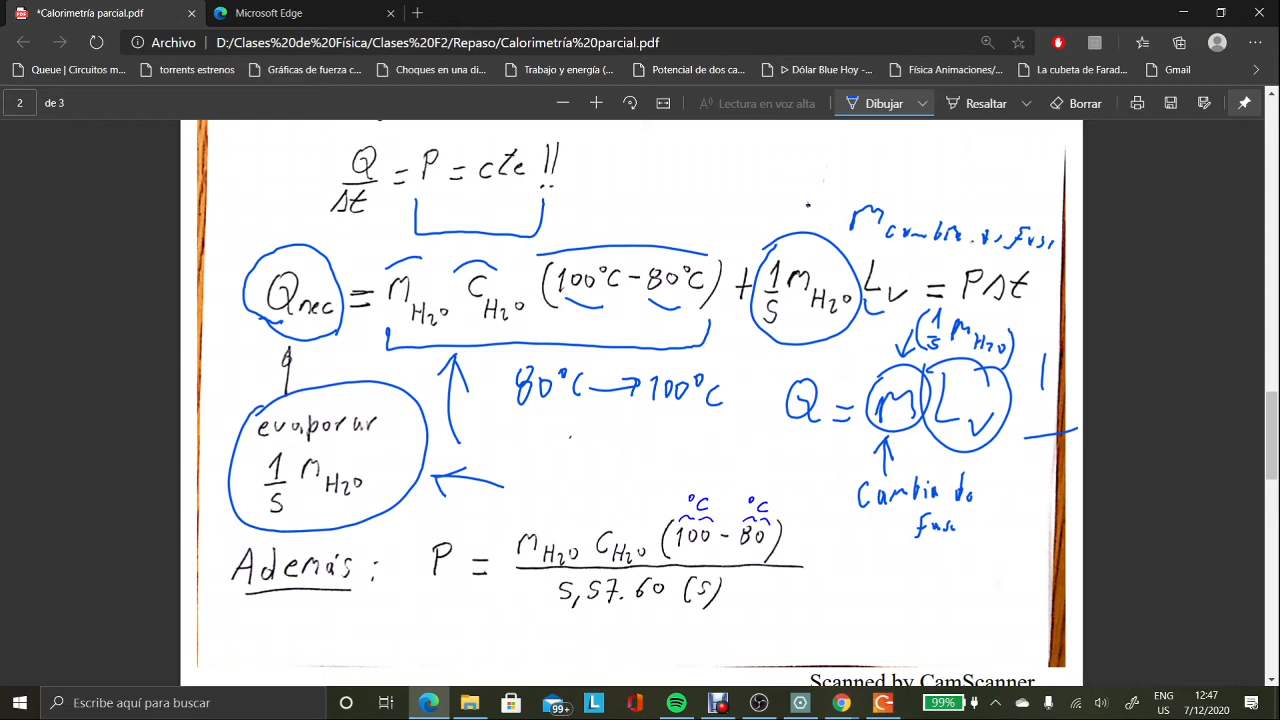 *Calorimetría parcial.pdf
Microsoft Edge
Archivo D:/Clases%20de%20Física/Clases%20F2/Repaso/Calorimetría%20parcial.pdf
Queue | Circuitos m...
torrents estrenos
Gráficas de fuerza c...
Choques en una di...
Trabajo y energía (...
Potencial de dos ca...
▷ Dólar Blue Hoy -...
Física Animaciones/...
La cubeta de Farad...
Gmail
2 de 3
Lectura en voz alta
Dibujar
Resaltar
Borrar
Q/Δt = P = cte !!
Qnec = m_H2O C_H2O (100°C - 80°C) + 1/5 m_H2O L_V = PΔt
(1/5 m_H2O)
80°C → 100°C
Q = m L_V
evaporar
1/5 m_H2O
Cambia de
fase
Además: P = m_H2O C_H2O (100 - 80) / 5,57.60 (s)
°C °C
Scanned by CamScanner
Escribe aquí para buscar
99+
99%
ENG
US
12:47
7/12/2020